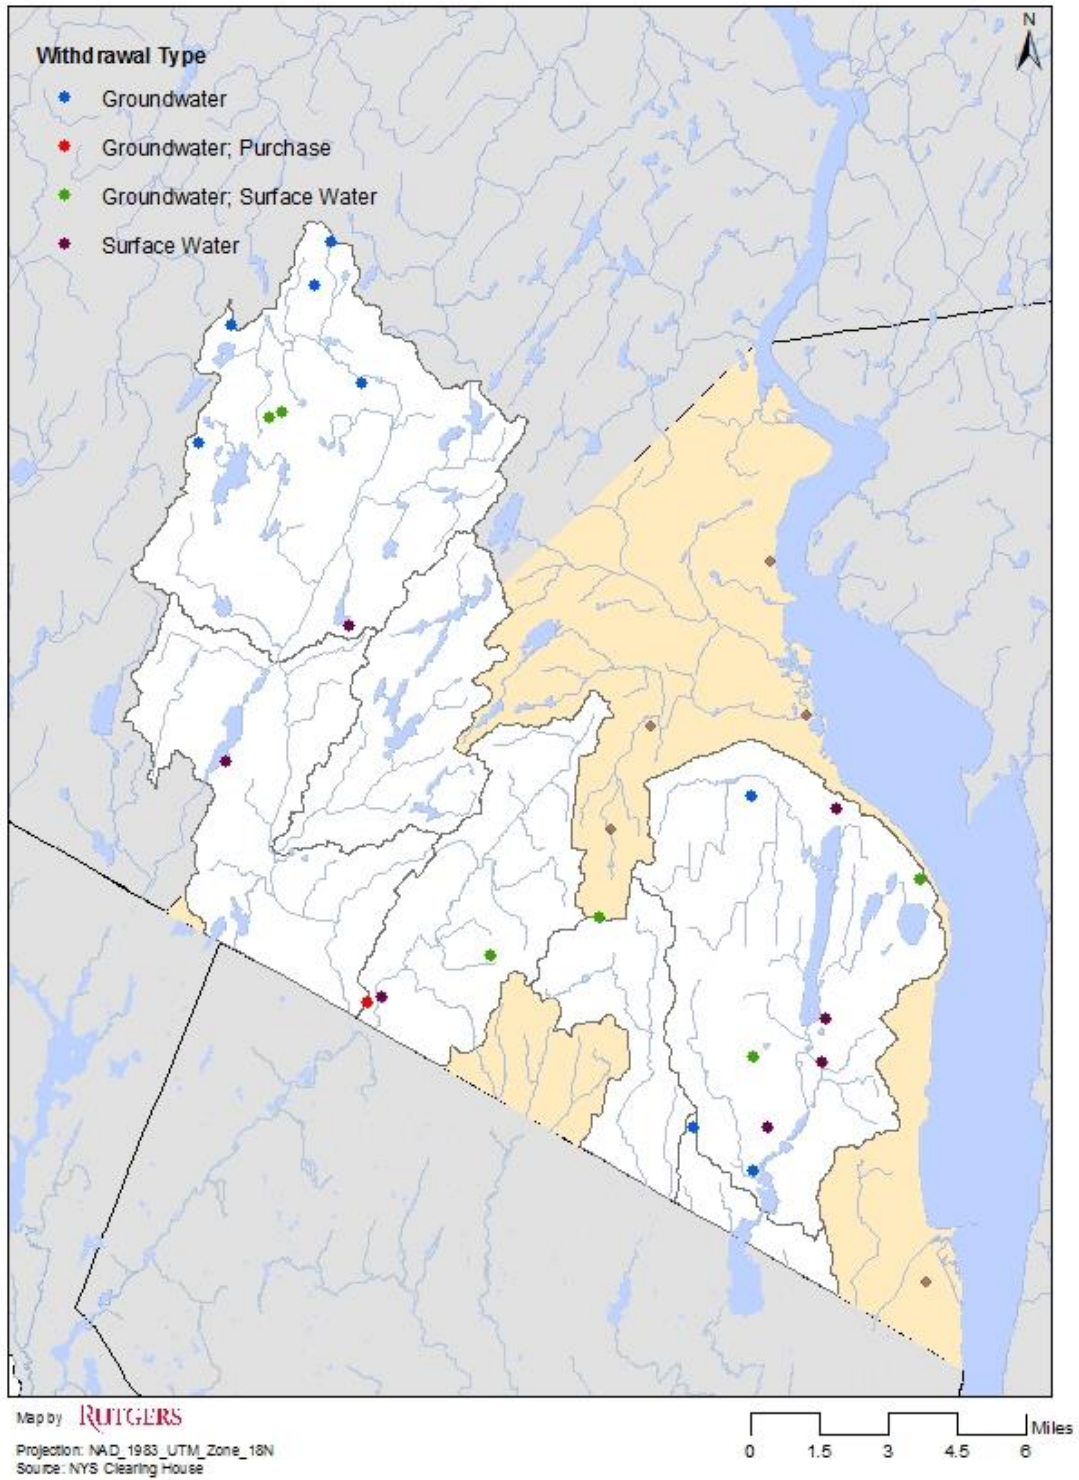 N
Withdrawal Type
Groundwater
Groundwater; Purchase
Groundwater; Surface Water
Surface Water
Map by RUTGERS
Projection: NAD_1983_UTM_Zone_18N
Source: NYS Clearing House
Miles
0 1.5 3 4.5 6